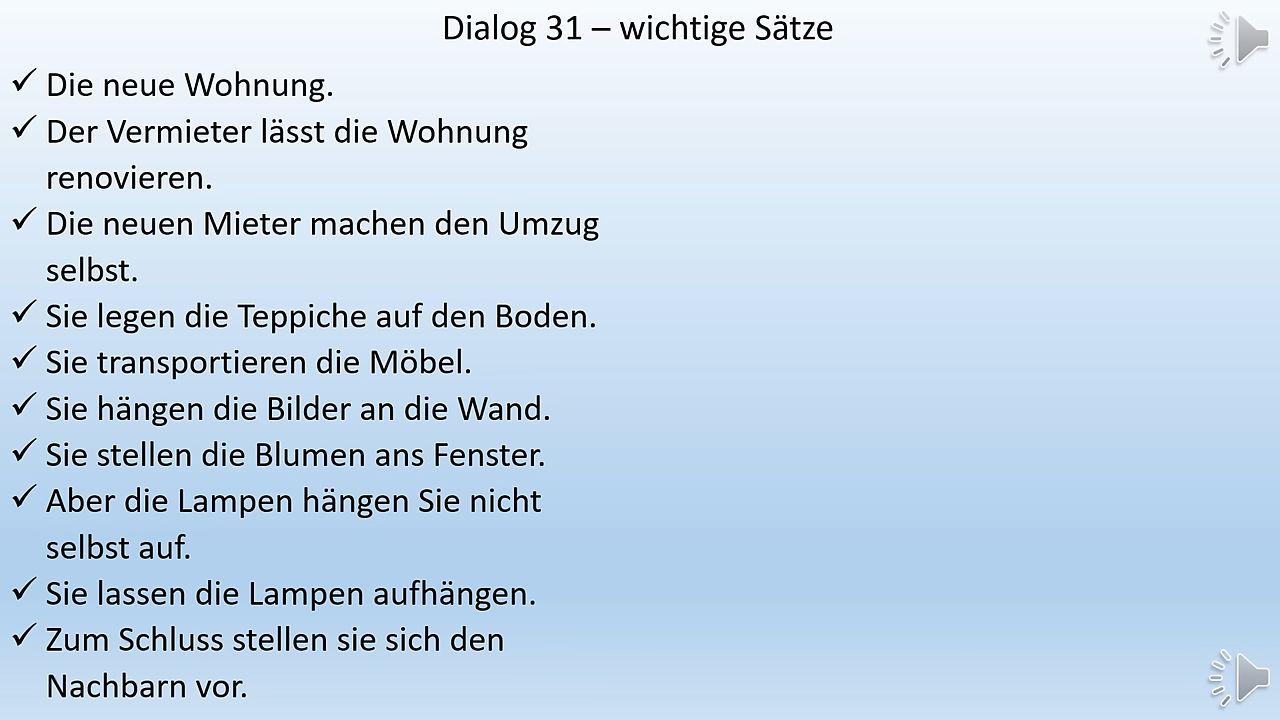 Dialog 31 – wichtige Sätze
✓ Die neue Wohnung.
✓ Der Vermieter lässt die Wohnung
renovieren.
✓ Die neuen Mieter machen den Umzug
selbst.
✓ Sie legen die Teppiche auf den Boden.
✓ Sie transportieren die Möbel.
✓ Sie hängen die Bilder an die Wand.
✓ Sie stellen die Blumen ans Fenster.
✓ Aber die Lampen hängen Sie nicht
selbst auf.
✓ Sie lassen die Lampen aufhängen.
✓ Zum Schluss stellen sie sich den
Nachbarn vor.